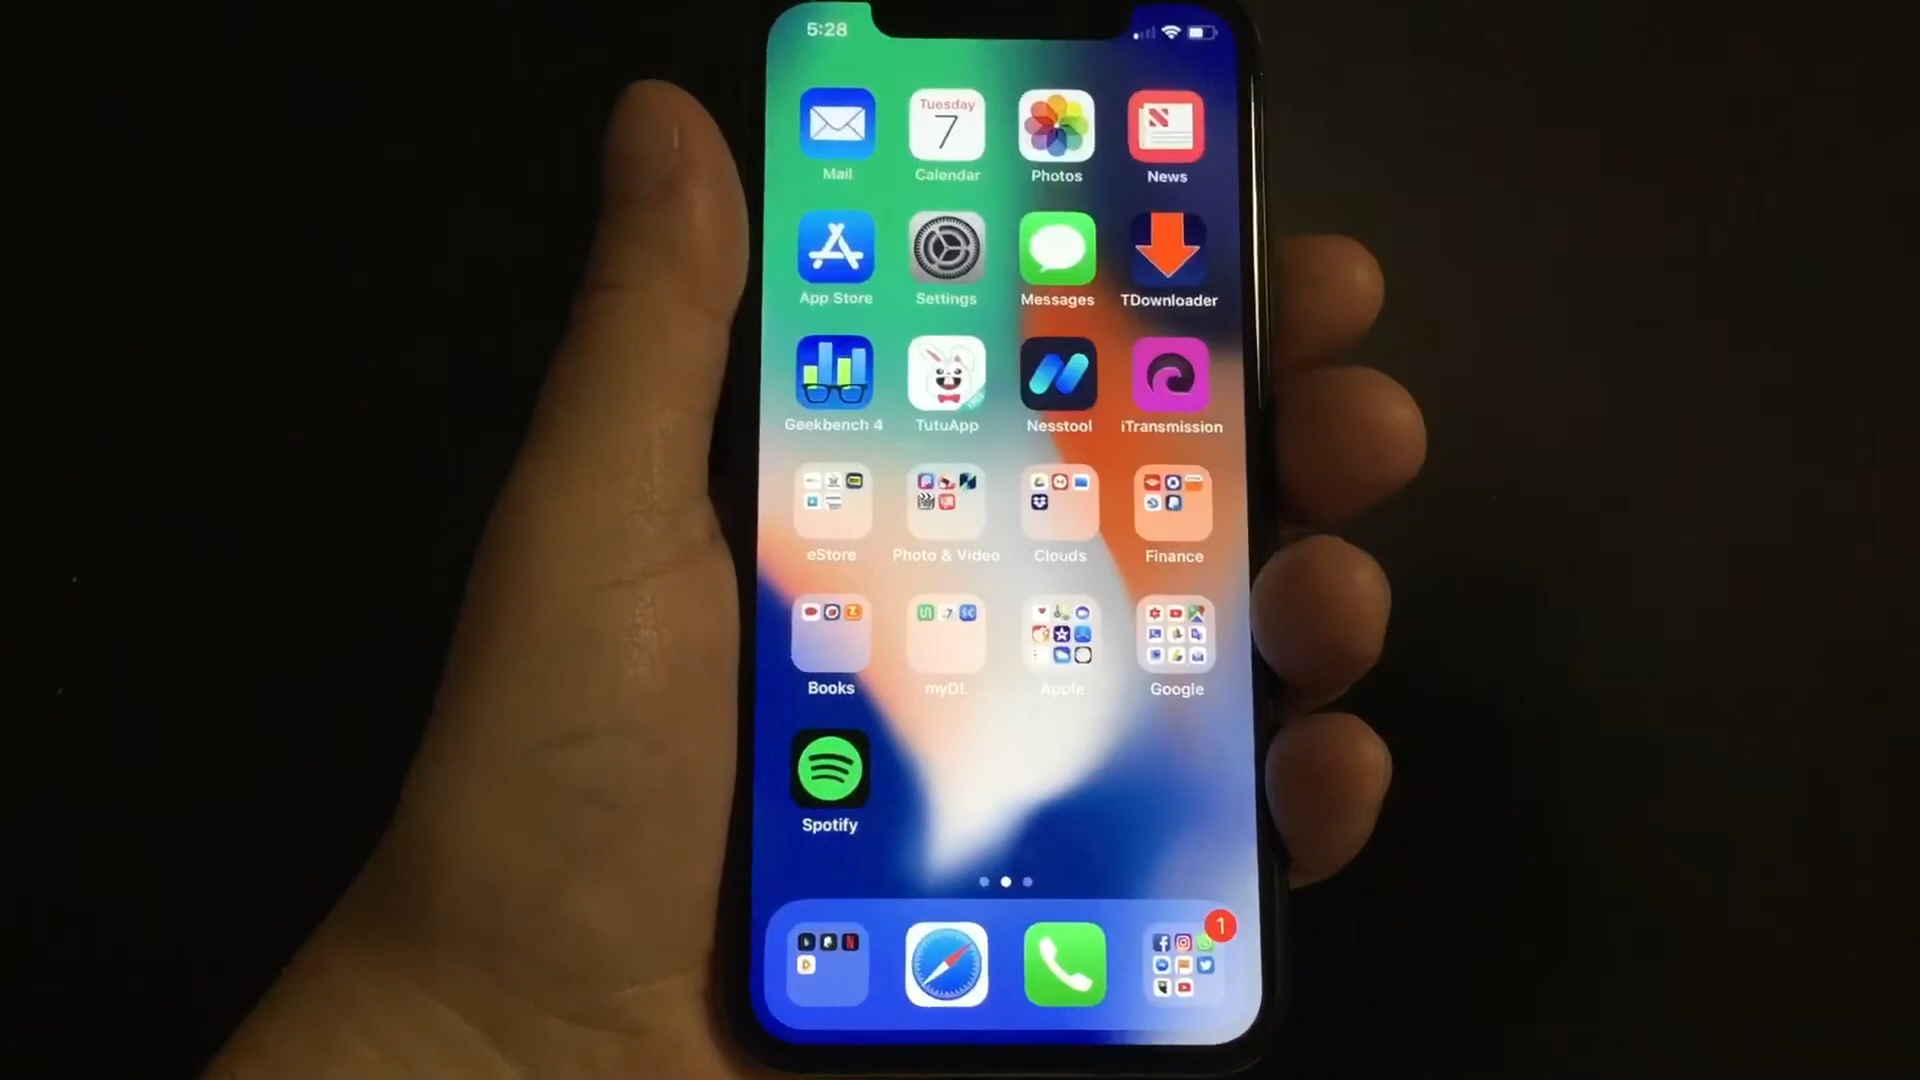 5:28
Tuesday
7
Mail
Calendar
Photos
News
App Store
Settings
Messages
TDownloader
Geekbench 4
TutuApp
Nesstool
iTransmission
eStore
Photo & Video
Clouds
Finance
Books
myDL
Apple
Google
Spotify
1